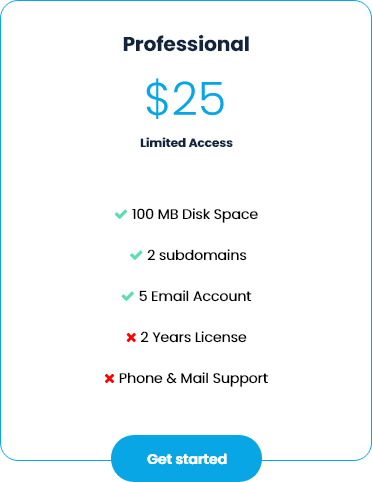 Professional
$25
Limited Access
100 MB Disk Space
2 subdomains
5 Email Account
2 Years License
Phone & Mail Support
Get started